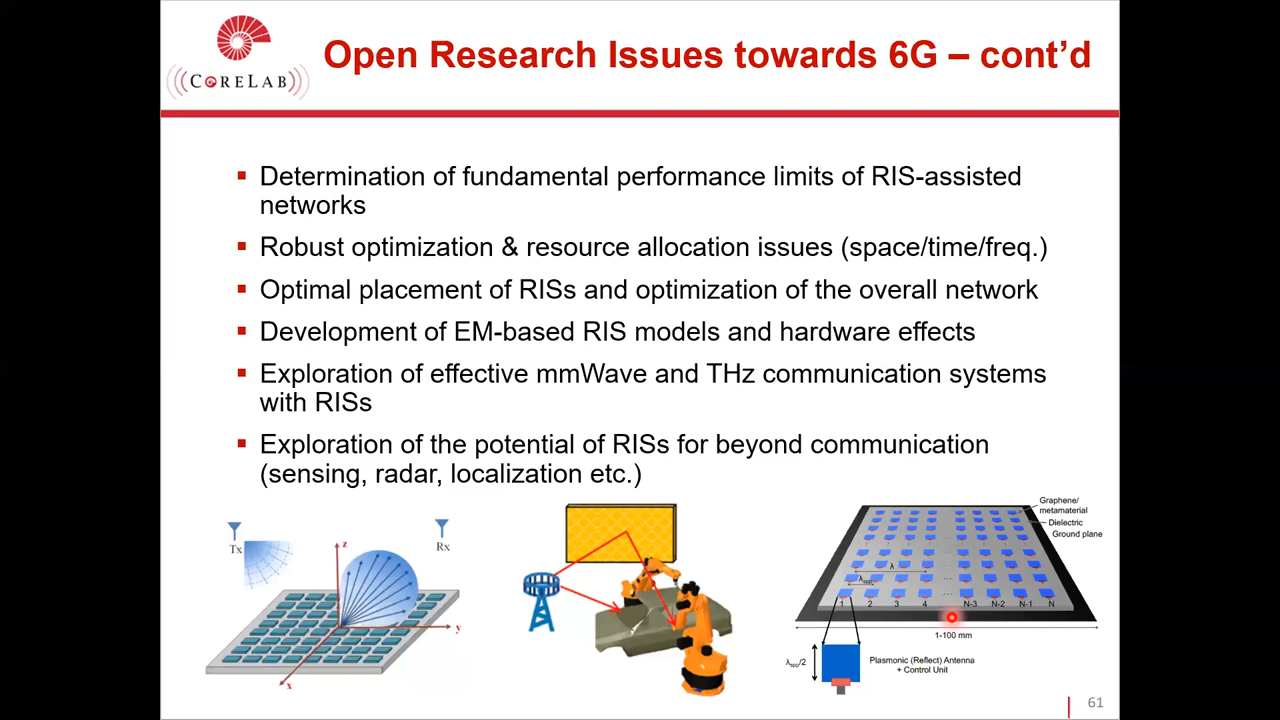 CORELAB
Open Research Issues towards 6G – cont'd
▪ Determination of fundamental performance limits of RIS-assisted
networks
▪ Robust optimization & resource allocation issues (space/time/freq.)
▪ Optimal placement of RISs and optimization of the overall network
▪ Development of EM-based RIS models and hardware effects
▪ Exploration of effective mmWave and THz communication systems
with RISs
▪ Exploration of the potential of RISs for beyond communication
(sensing, radar, localization etc.)
Tx
Rx
z
y
x
Graphene/
metamaterial
Dielectric
Ground plane
λ
λspp
1 2 3 4 ... N-3 N-2 N-1 N
1-100 mm
λspp/2
Plasmonic (Reflect) Antenna
+ Control Unit
61